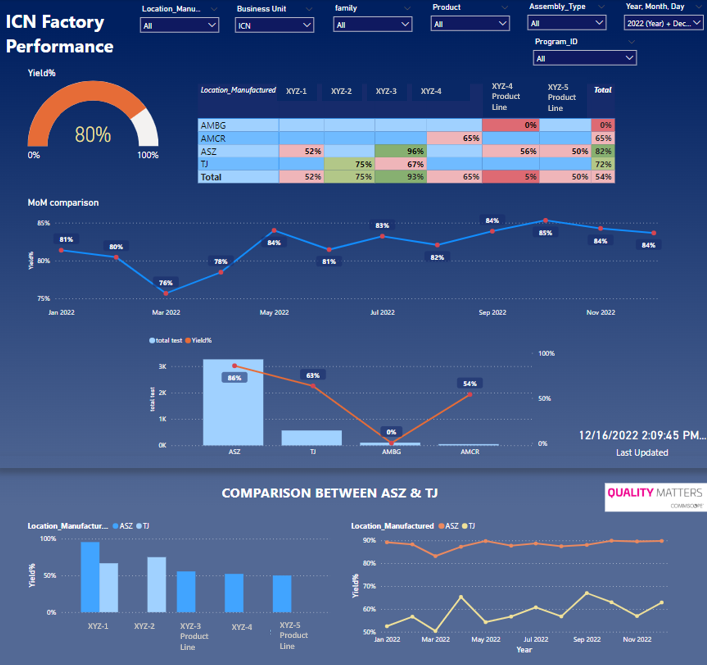 ICN Factory
Performance
Location_Manu...
All
Business Unit
ICN
family
All
Product
All
Assembly_Type
All
Year, Month, Day
2022 (Year) + Dec...
Program_ID
All
Yield%
80%
0%
100%
Location_Manufactured XYZ-1 XYZ-2 XYZ-3 XYZ-4 XYZ-4 Product Line XYZ-5 Product Line Total
AMBG 0% 0%
AMCR 65% 65%
ASZ 52% 96% 56% 50% 82%
TJ 75% 67% 72%
Total 52% 75% 93% 65% 5% 50% 54%
MoM comparison
85%
80%
75%
Yield%
81%
80%
76%
78%
84%
81%
83%
82%
84%
85%
84%
84%
Jan 2022 Mar 2022 May 2022 Jul 2022 Sep 2022 Nov 2022
total test Yield%
3K
2K
1K
0K
total test
100%
50%
0%
86%
63%
0%
54%
ASZ TJ AMBG AMCR
12/16/2022 2:09:45 PM...
Last Updated
COMPARISON BETWEEN ASZ & TJ
QUALITY MATTERS
COMMSCOPE
Location_Manufactur... ASZ TJ
100%
50%
0%
Yield%
XYZ-1 XYZ-2 XYZ-3 Product Line XYZ-4 XYZ-5 Product Line
Location_Manufactured ASZ TJ
90%
80%
70%
60%
50%
Yield%
Jan 2022 Mar 2022 May 2022 Jul 2022 Sep 2022 Nov 2022
Year